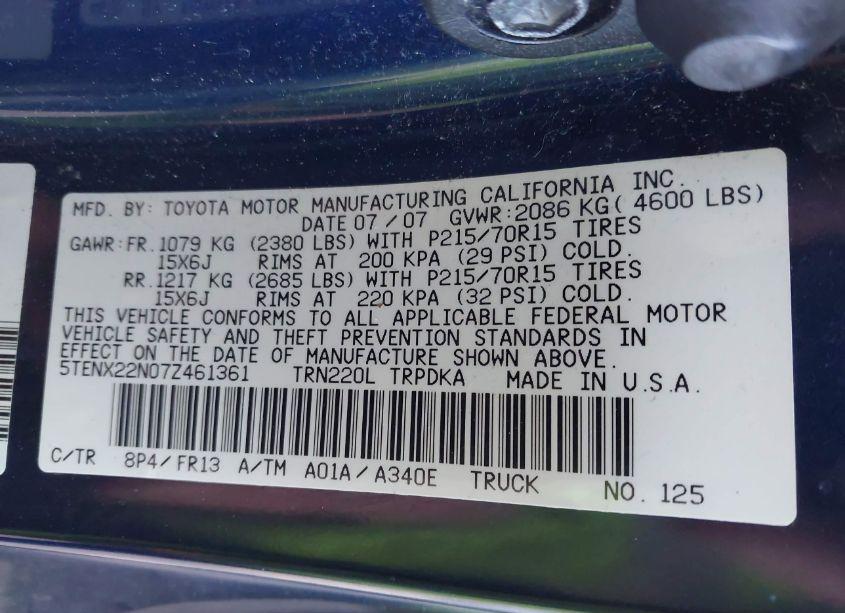 MFD. BY: TOYOTA MOTOR MANUFACTURING CALIFORNIA INC.
DATE 07/07 GVWR:2086 KG( 4600 LBS)
GAWR:FR. 1079 KG (2380 LBS) WITH P215/70R15 TIRES
15X6J RIMS AT 200 KPA (29 PSI) COLD.
RR. 1217 KG (2685 LBS) WITH P215/70R15 TIRES
15X6J RIMS AT 220 KPA (32 PSI) COLD.
THIS VEHICLE CONFORMS TO ALL APPLICABLE FEDERAL MOTOR
VEHICLE SAFETY AND THEFT PREVENTION STANDARDS IN
EFFECT ON THE DATE OF MANUFACTURE SHOWN ABOVE.
5TENX22N07Z461361 TRN220L TRPDKA MADE IN U.S.A.
C/TR 8P4/FR13 A/TM A01A/A340E TRUCK NO. 125